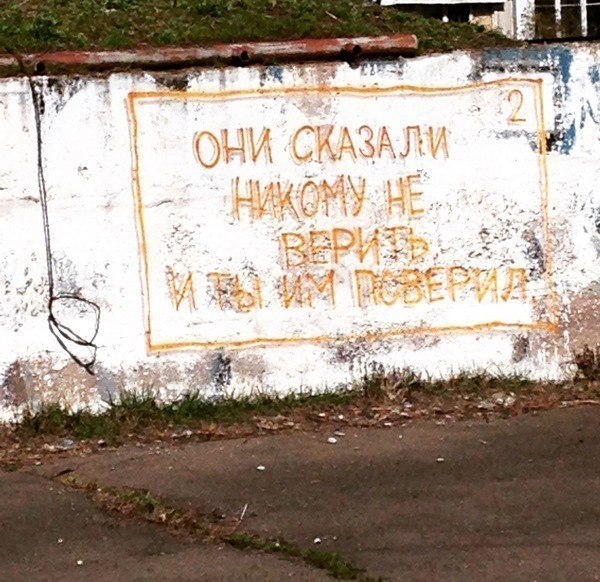 2
ОНИ СКАЗАЛИ
НИКОМУ НЕ
ВЕРИТЬ
И ТЫ ИМ ПОВЕРИЛ